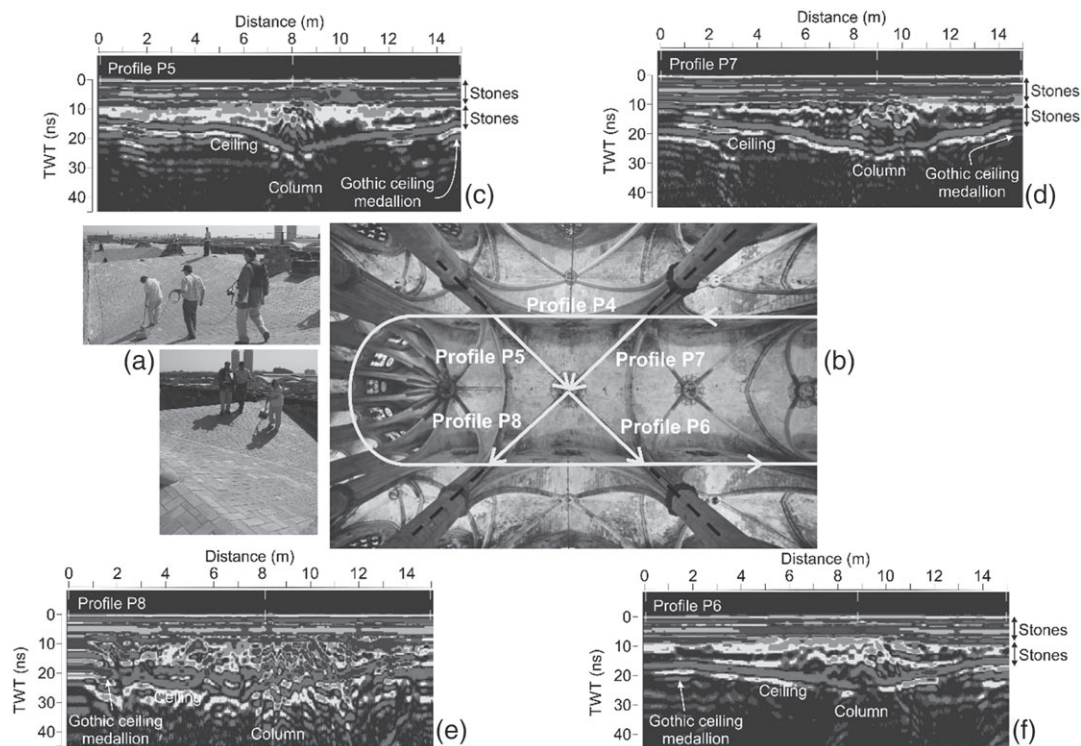 Distance (m)
0 2 4 6 8 10 12 14
Profile P5
0
10
20
30
40
TWT (ns)
Stones
Stones
Ceiling
Column
Gothic ceiling
medallion
(c)
Distance (m)
0 2 4 6 8 10 12 14
Profile P7
0
10
20
30
40
TWT (ns)
Stones
Stones
Ceiling
Column
Gothic ceiling
medallion
(d)
(a)
Profile P4
Profile P5
Profile P7
Profile P8
Profile P6
(b)
Distance (m)
0 2 4 6 8 10 12 14
Profile P8
0
10
20
30
40
TWT (ns)
Ceiling
Gothic ceiling
medallion
Column
(e)
Distance (m)
0 2 4 6 8 10 12 14
Profile P6
0
10
20
30
40
TWT (ns)
Stones
Stones
Ceiling
Column
Gothic ceiling
medallion
(f)